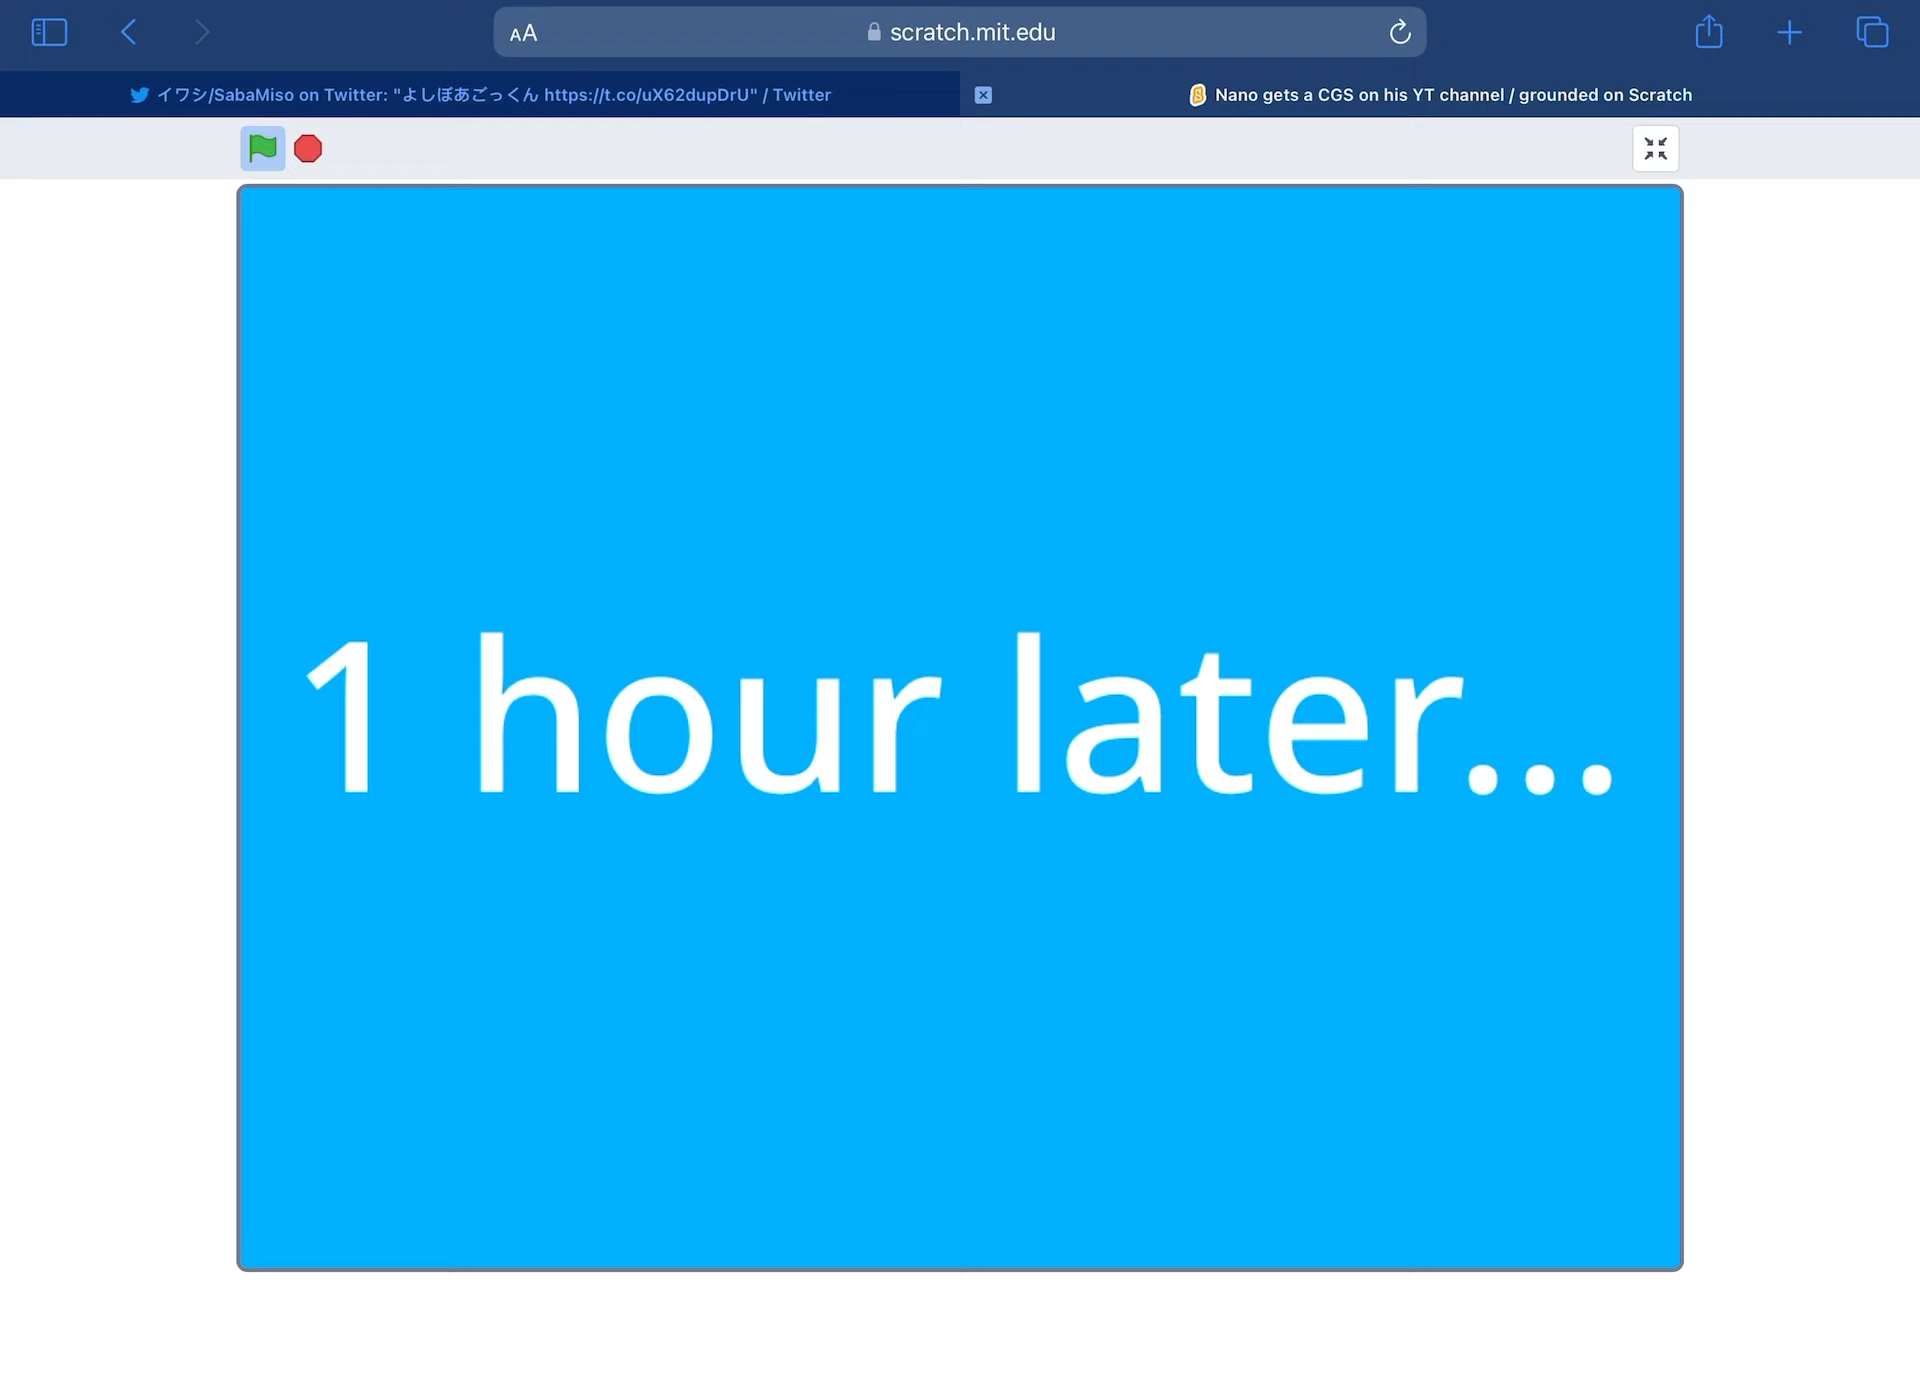 AA
scratch.mit.edu
イワシ/SabaMiso on Twitter: "よしぼあごっくん https://t.co/uX62dupDrU" / Twitter
Nano gets a CGS on his YT channel / grounded on Scratch
1 hour later...